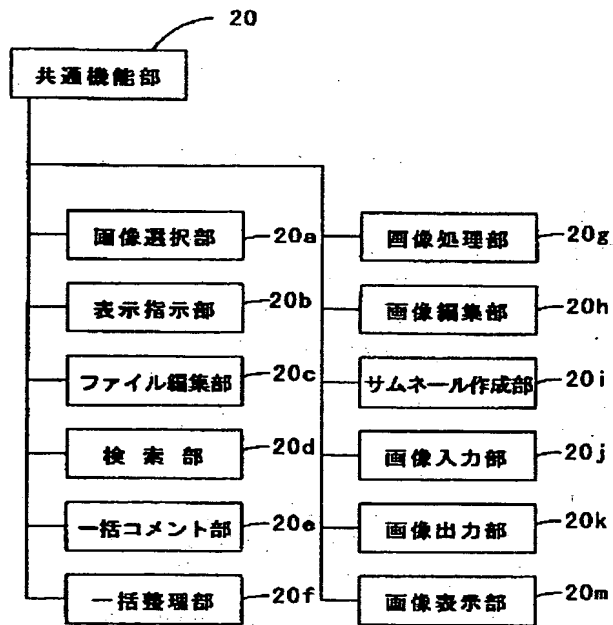 20
共通機能部
画像選択部 20a
表示指示部 20b
ファイル編集部 20c
検索部 20d
一括コメント部 20e
一括整理部 20f
画像処理部 20g
画像編集部 20h
サムネール作成部 20i
画像入力部 20j
画像出力部 20k
画像表示部 20m